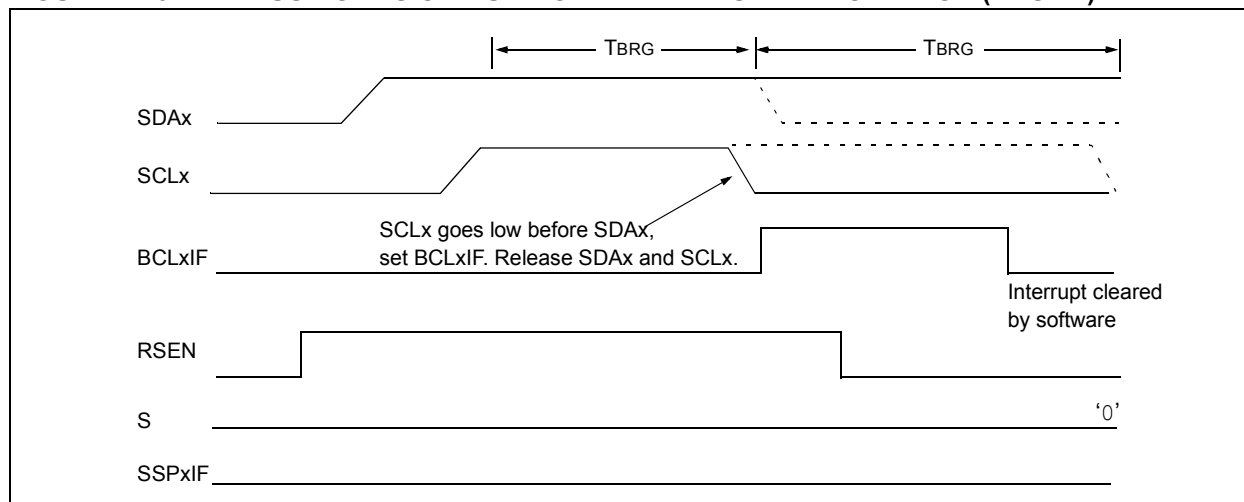 TBRG TBRG
SDAx
SCLx
SCLx goes low before SDAx,
set BCLxIF. Release SDAx and SCLx.
BCLxIF
Interrupt cleared
by software
RSEN
S
‘0’
SSPxIF